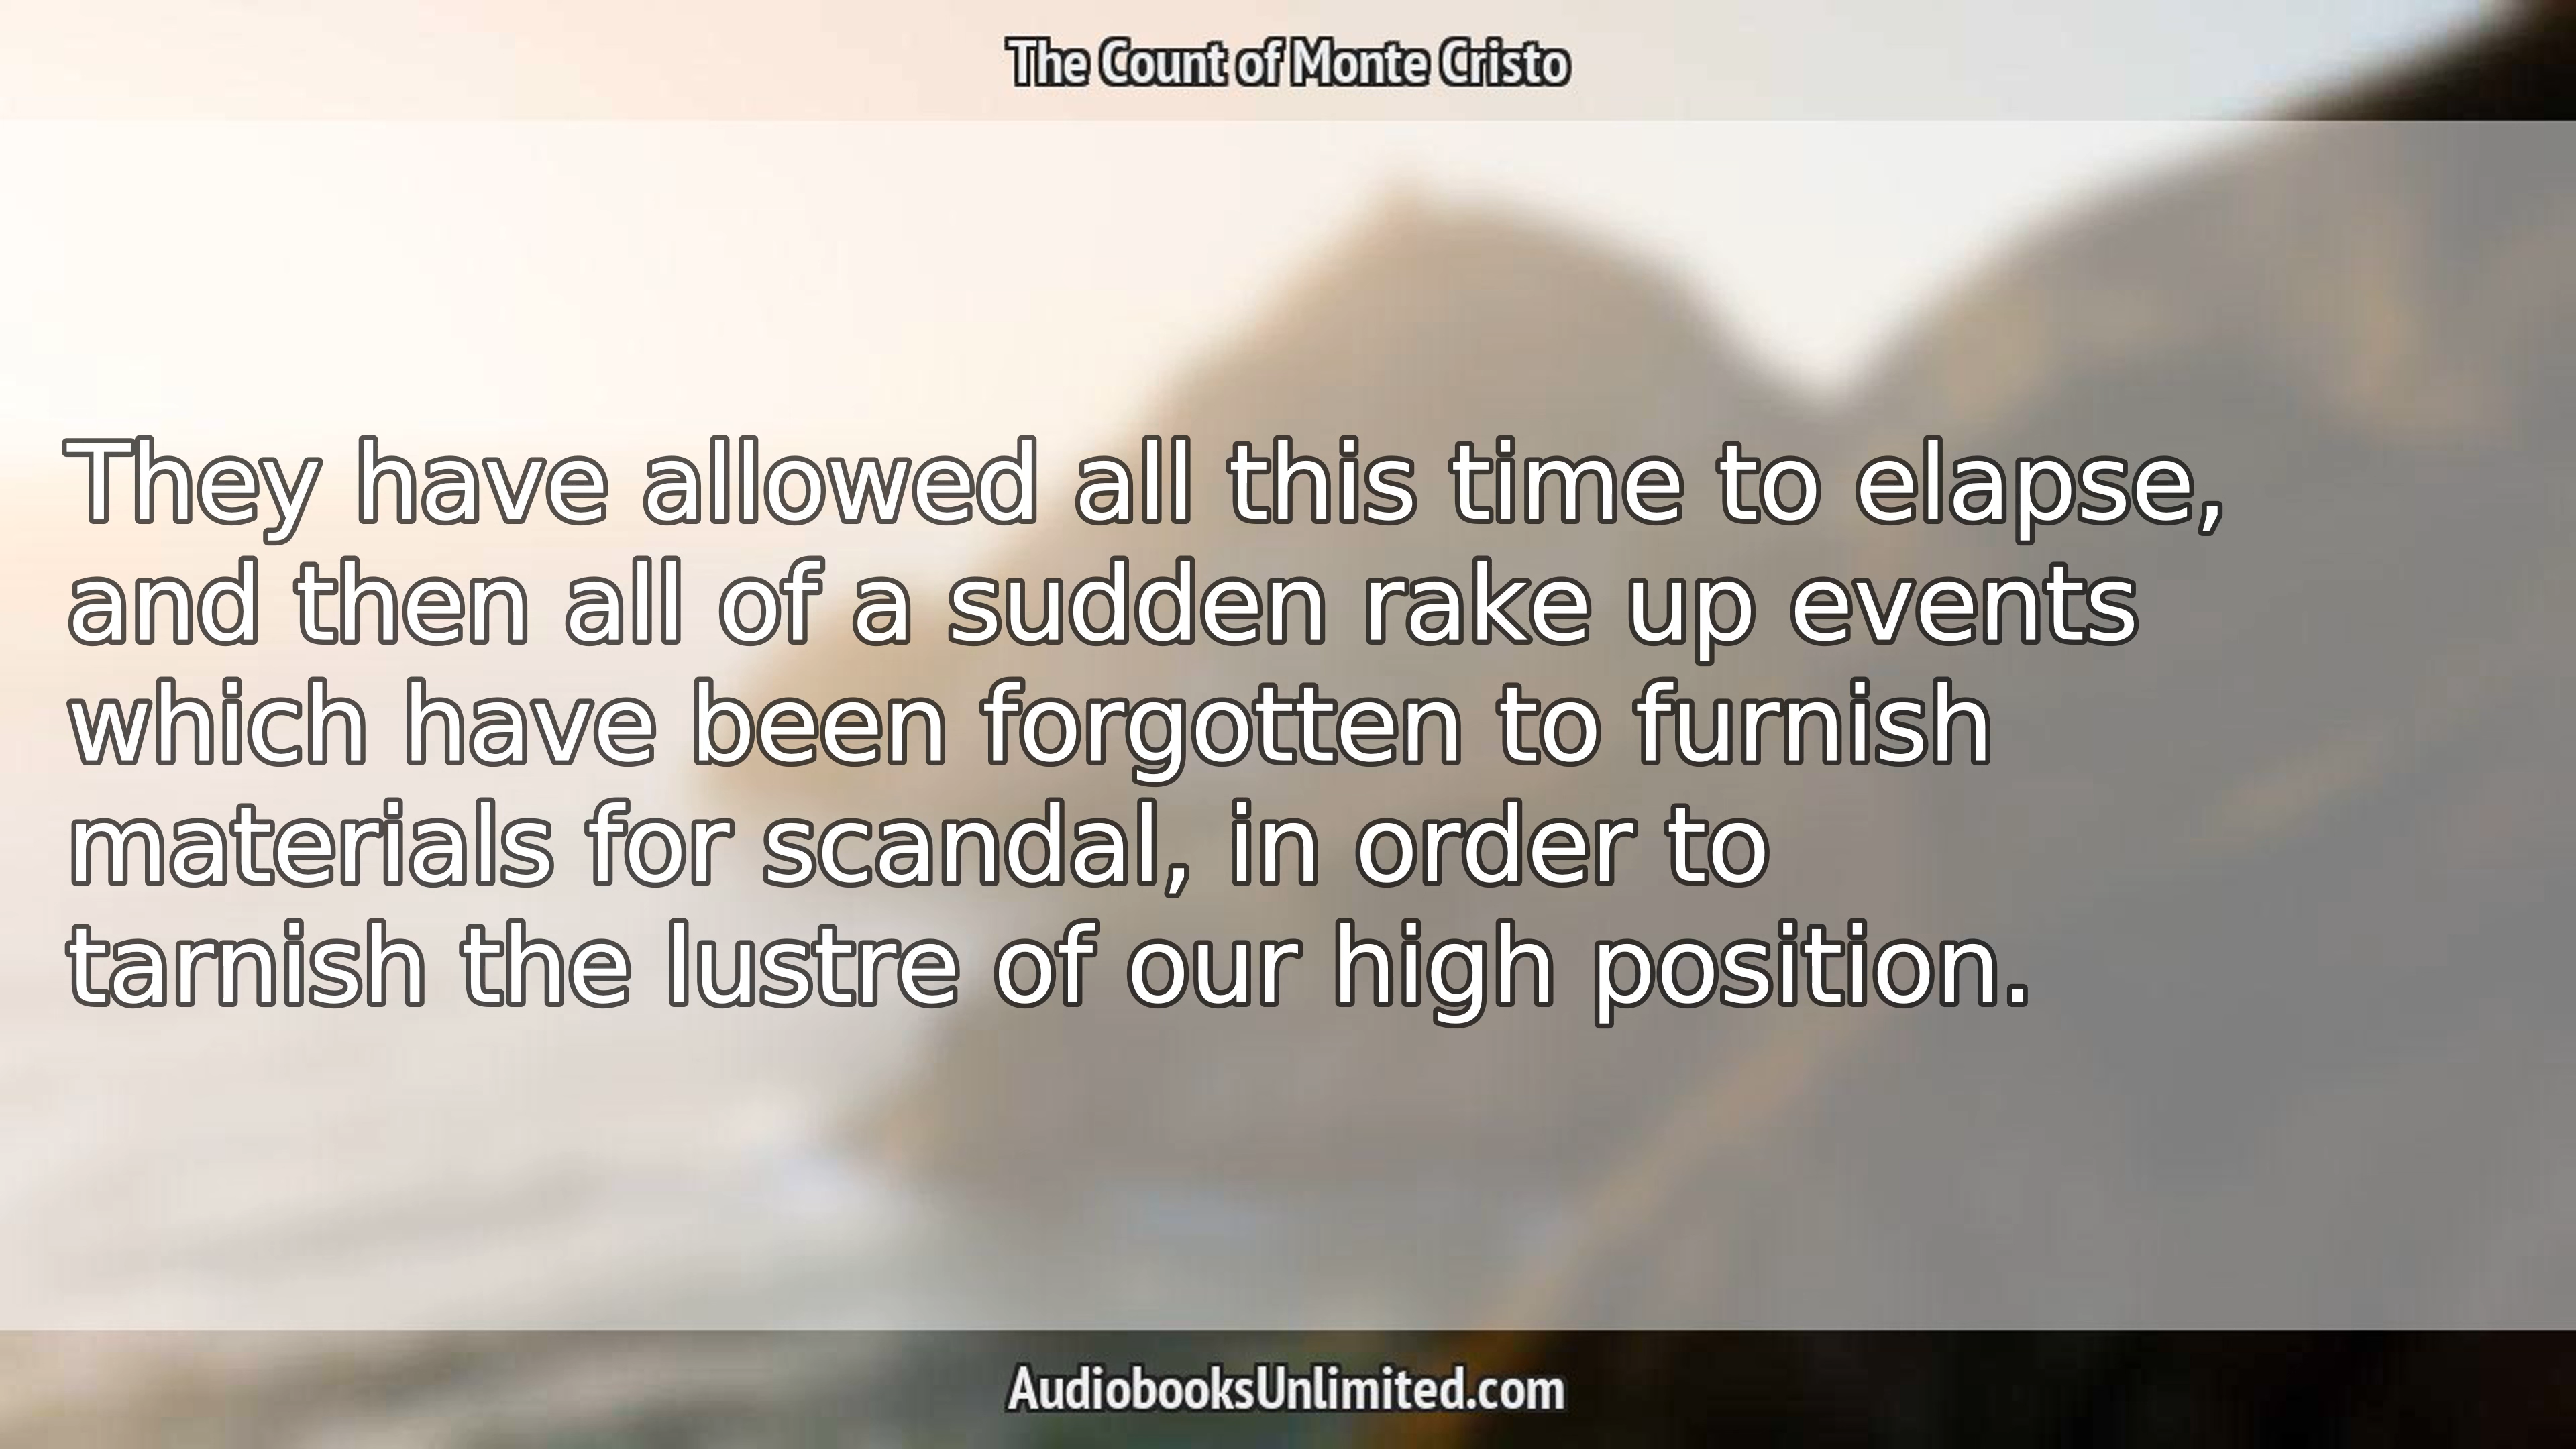 The Count of Monte Cristo
They have allowed all this time to elapse,
and then all of a sudden rake up events
which have been forgotten to furnish
materials for scandal, in order to
tarnish the lustre of our high position.
AudiobooksUnlimited.com